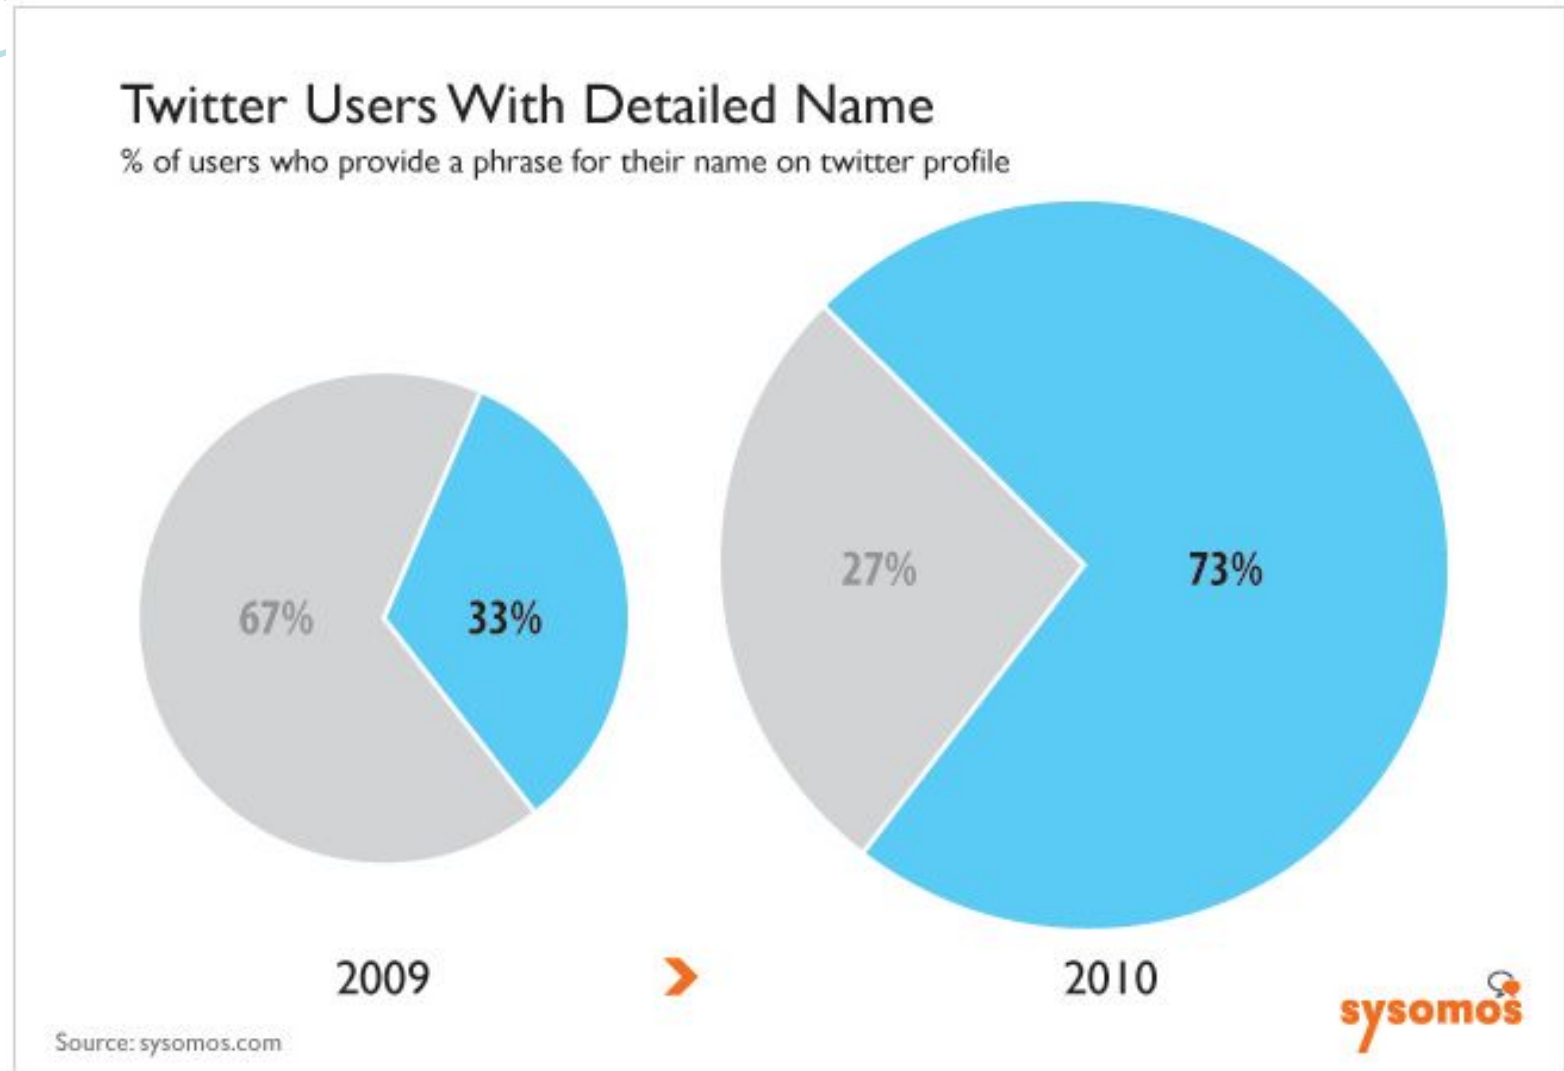 Twitter Users With Detailed Name
% of users who provide a phrase for their name on twitter profile
67%
33%
27%
73%
2009
2010
sysomos
Source: sysomos.com